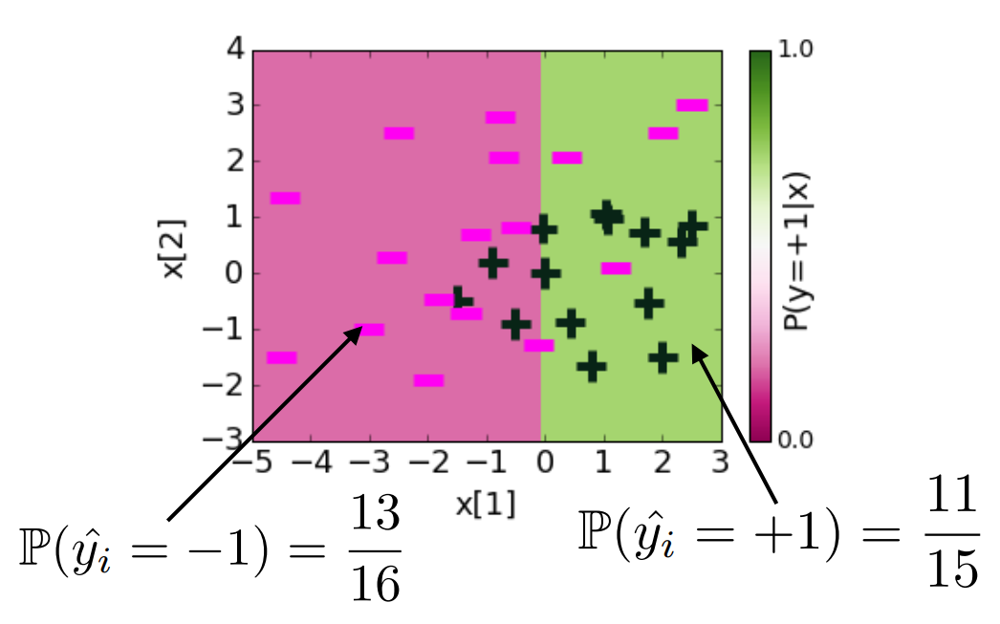 4
3
2
1
0
−1
−2
−3
x[2]
−5 −4 −3 −2 −1 0 1 2 3
x[1]
1.0
0.0
P(y=+1|x)
ℙ(ŷᵢ = −1) = 13/16
ℙ(ŷᵢ = +1) = 11/15